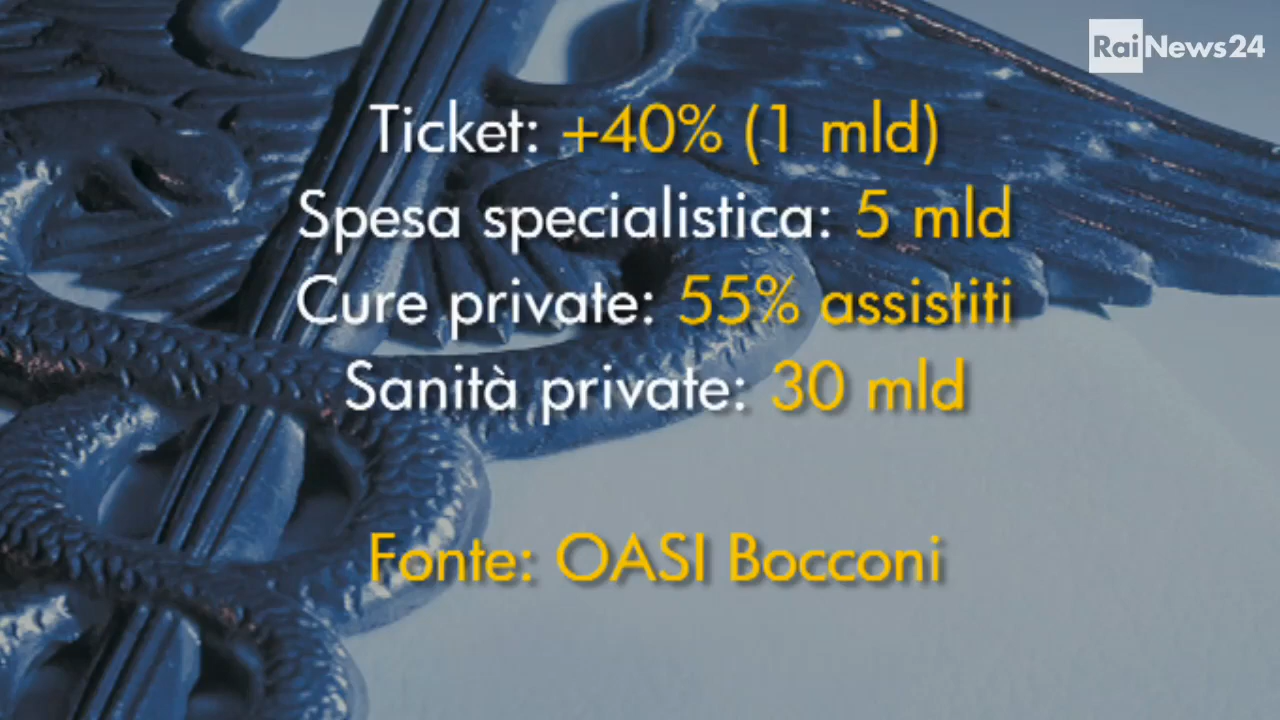 RaiNews24
Ticket: +40% (1 mld)
Spesa specialistica: 5 mld
Cure private: 55% assistiti
Sanità private: 30 mld
Fonte: OASI Bocconi